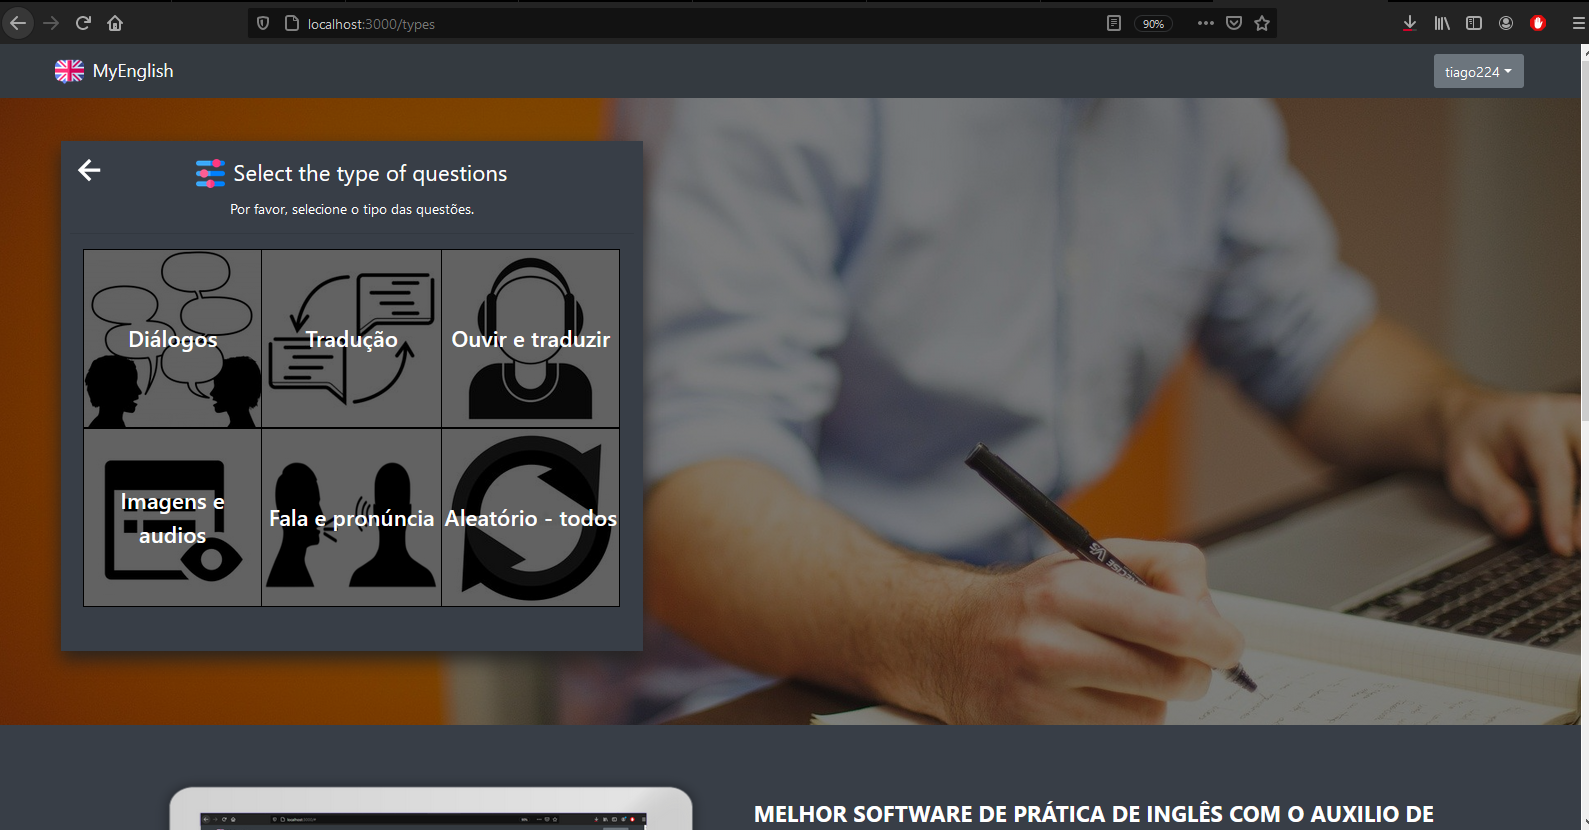 localhost:3000/types
90%
MyEnglish
tiago224
Select the type of questions
Por favor, selecione o tipo das questões.
Diálogos
Tradução
Ouvir e traduzir
Imagens e
audios
Fala e pronúncia
Aleatório - todos
MELHOR SOFTWARE DE PRÁTICA DE INGLÊS COM O AUXILIO DE